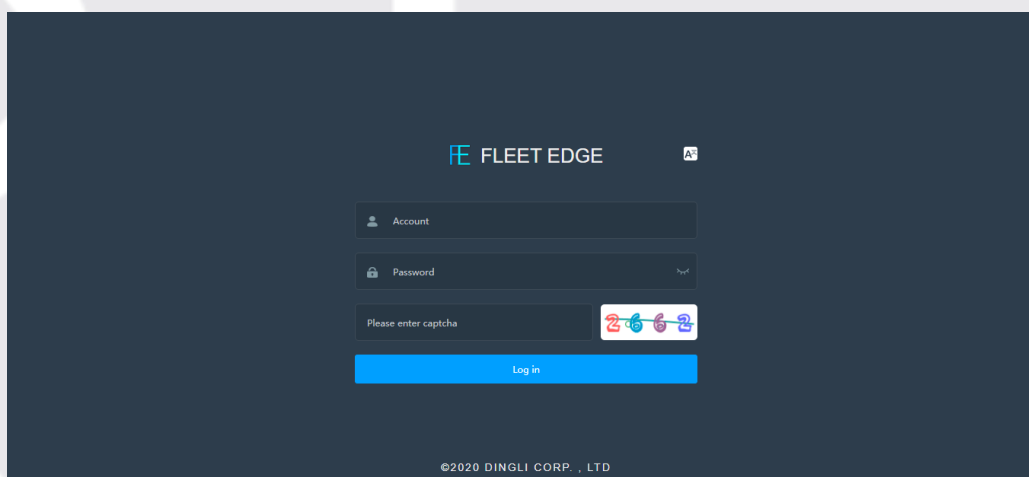 FE FLEET EDGE
Account
Password
Please enter captcha
2662
Log in
©2020 DINGLI CORP. , LTD